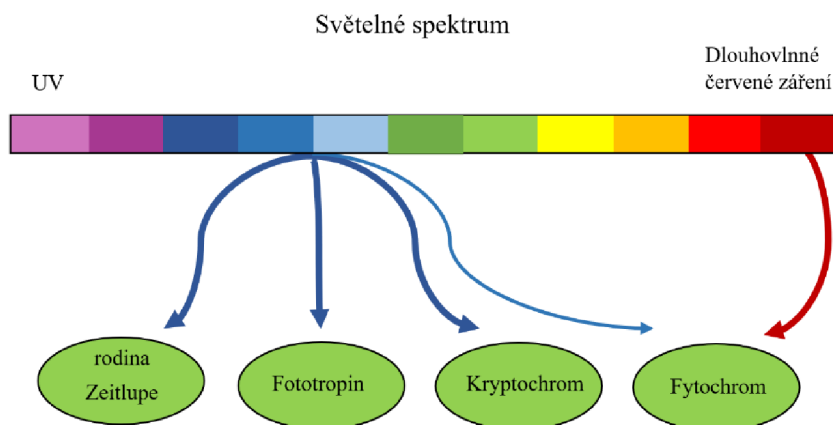 Světelné spektrum
UV
Dlouhovlnné
červené záření
rodina
Zeitlupe
Fototropin
Kryptochrom
Fytochrom